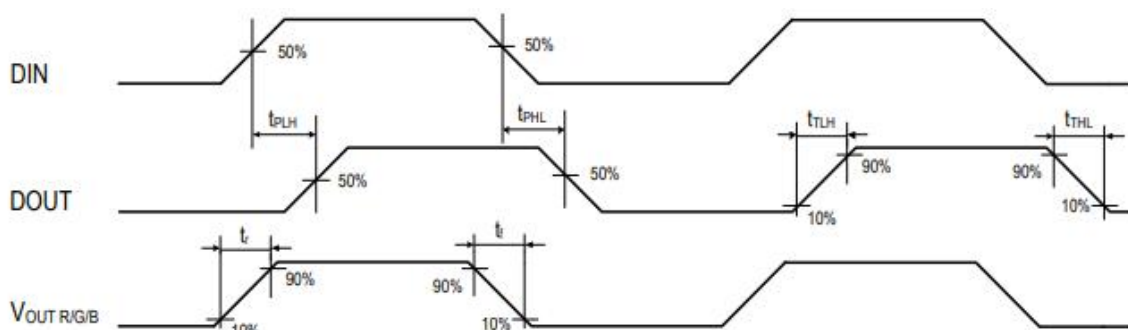 DIN
50%
50%
tPLH
tPHL
tTLH
tTHL
DOUT
50%
50%
90%
90%
10%
10%
tr
tf
VOUT R/G/B
90%
90%
10%
10%